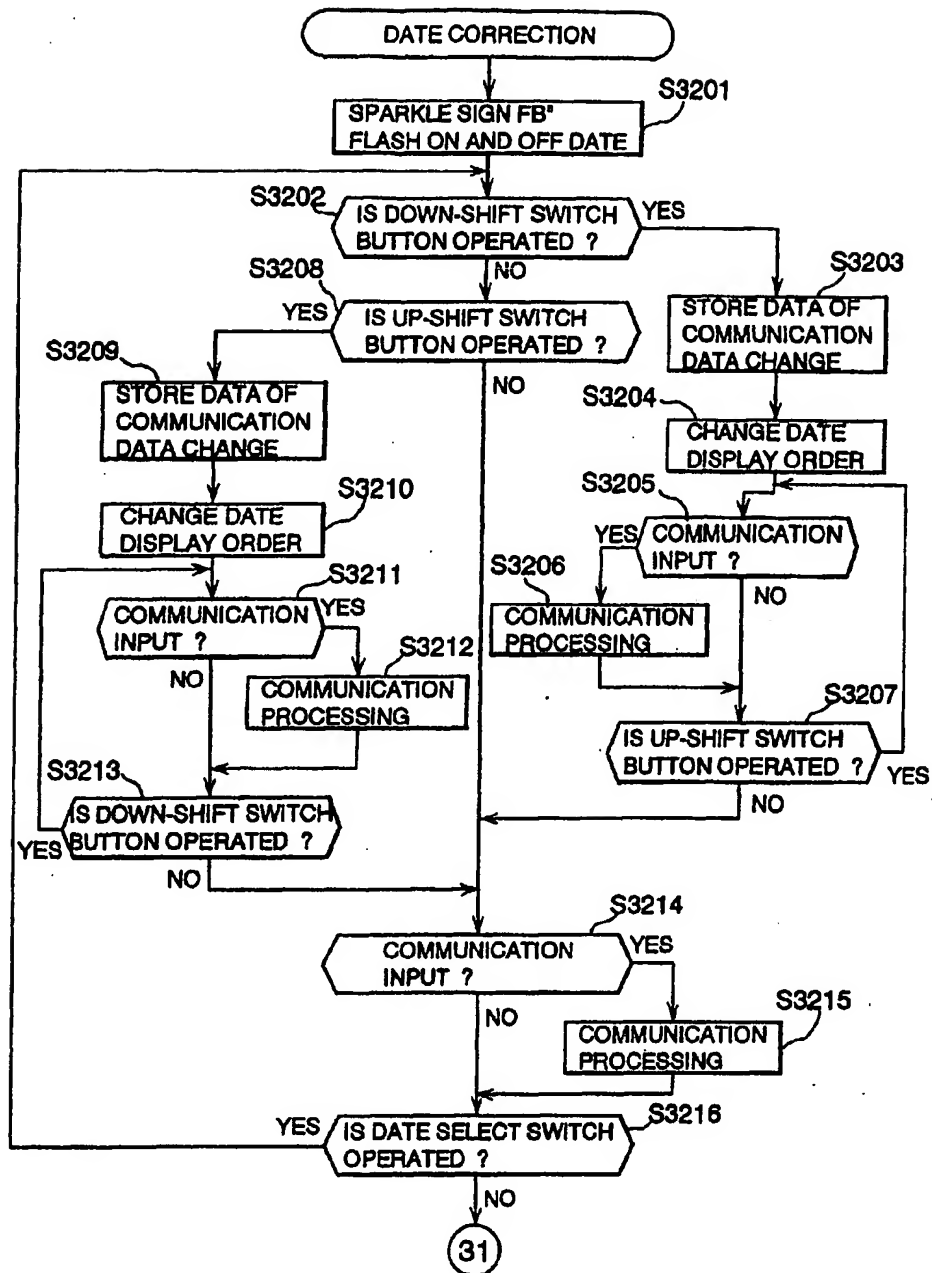 DATE CORRECTION
S3201
SPARKLE SIGN FB"
FLASH ON AND OFF DATE
S3202
IS DOWN-SHIFT SWITCH
BUTTON OPERATED ?
YES
NO
S3208
YES
IS UP-SHIFT SWITCH
BUTTON OPERATED ?
NO
S3203
STORE DATA OF
COMMUNICATION
DATA CHANGE
S3209
STORE DATA OF
COMMUNICATION
DATA CHANGE
S3204
CHANGE DATE
DISPLAY ORDER
S3210
CHANGE DATE
DISPLAY ORDER
S3205
YES
COMMUNICATION
INPUT ?
NO
S3206
COMMUNICATION
PROCESSING
S3211
COMMUNICATION
INPUT ?
YES
NO
S3212
COMMUNICATION
PROCESSING
S3207
IS UP-SHIFT SWITCH
BUTTON OPERATED ?
YES
NO
S3213
IS DOWN-SHIFT SWITCH
BUTTON OPERATED ?
YES
NO
S3214
COMMUNICATION
INPUT ?
YES
NO
S3215
COMMUNICATION
PROCESSING
S3216
YES
IS DATE SELECT SWITCH
OPERATED ?
NO
31